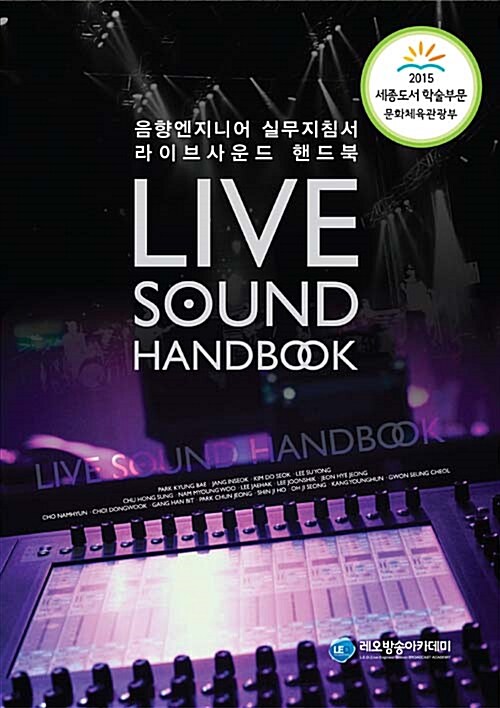 2015
세종도서 학술부문
문화체육관광부
음향엔지니어 실무지침서
라이브사운드 핸드북
LIVE
SOUND
HANDBOOK
LIVE SOUND HANDBOOK
PARK KYUNG BAE · JANG INSEOK · KIM DO SEOK · LEE SU YONG
CHU HONG SUNG · NAM MYOUNG WOO · LEE JAEHAK · LEE JOONSHIK · JEON HYE JEONG
CHO NAMHYUN · CHOI DONGWOOK · GANG HAN BIT · PARK CHUN JEONG · SHIN JI HO · OH JI SEONG · KANG YOUNGHUN · GWON SEUNG CHEOL
LEO 레오방송아카데미